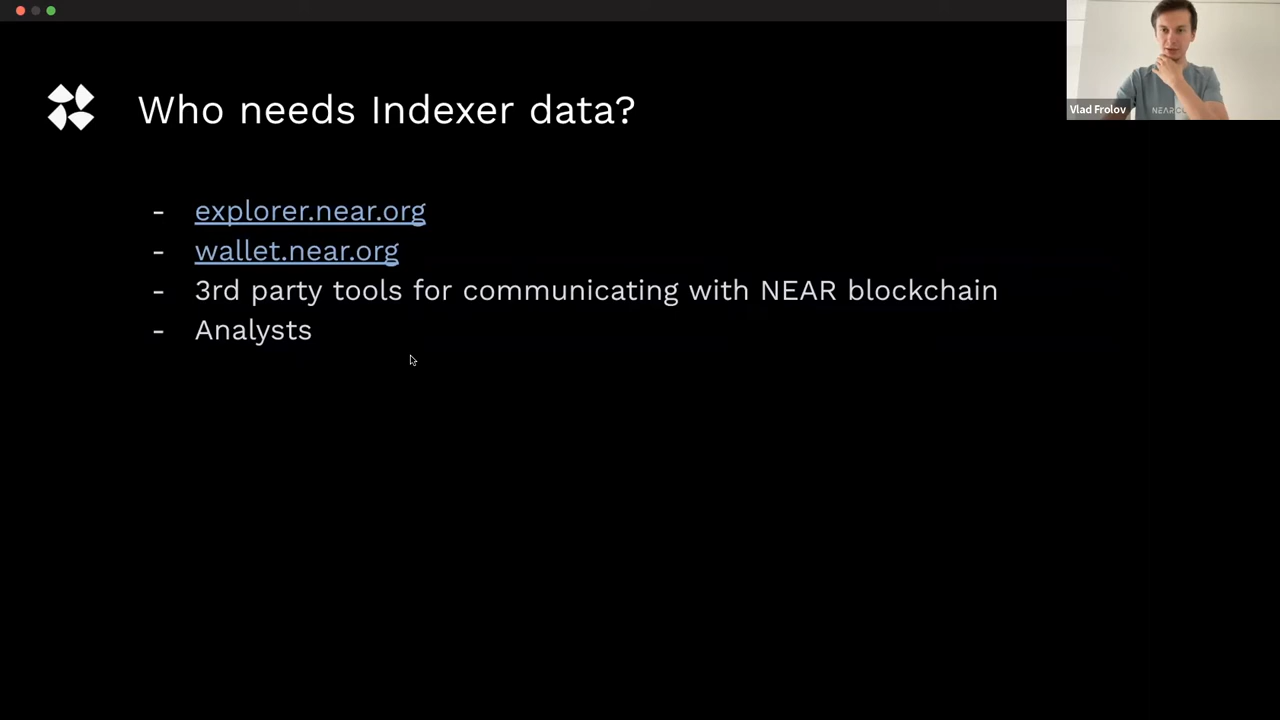 Who needs Indexer data?
- explorer.near.org
- wallet.near.org
- 3rd party tools for communicating with NEAR blockchain
- Analysts
Vlad Frolov
NEAR